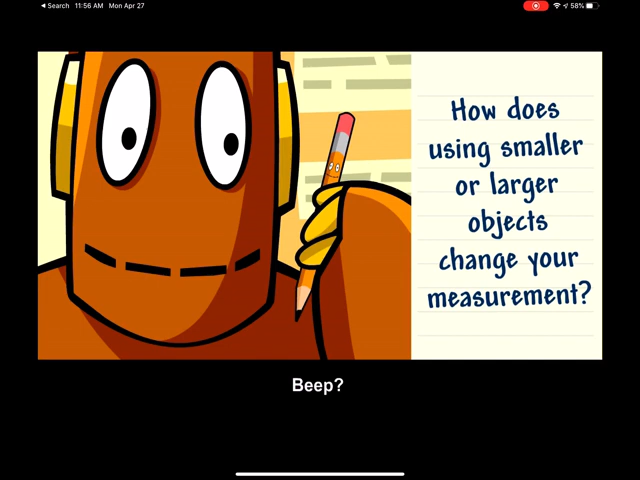 Search 11:56 AM Mon Apr 27 58%
How does
using smaller
or larger
objects
change your
measurement?
Beep?